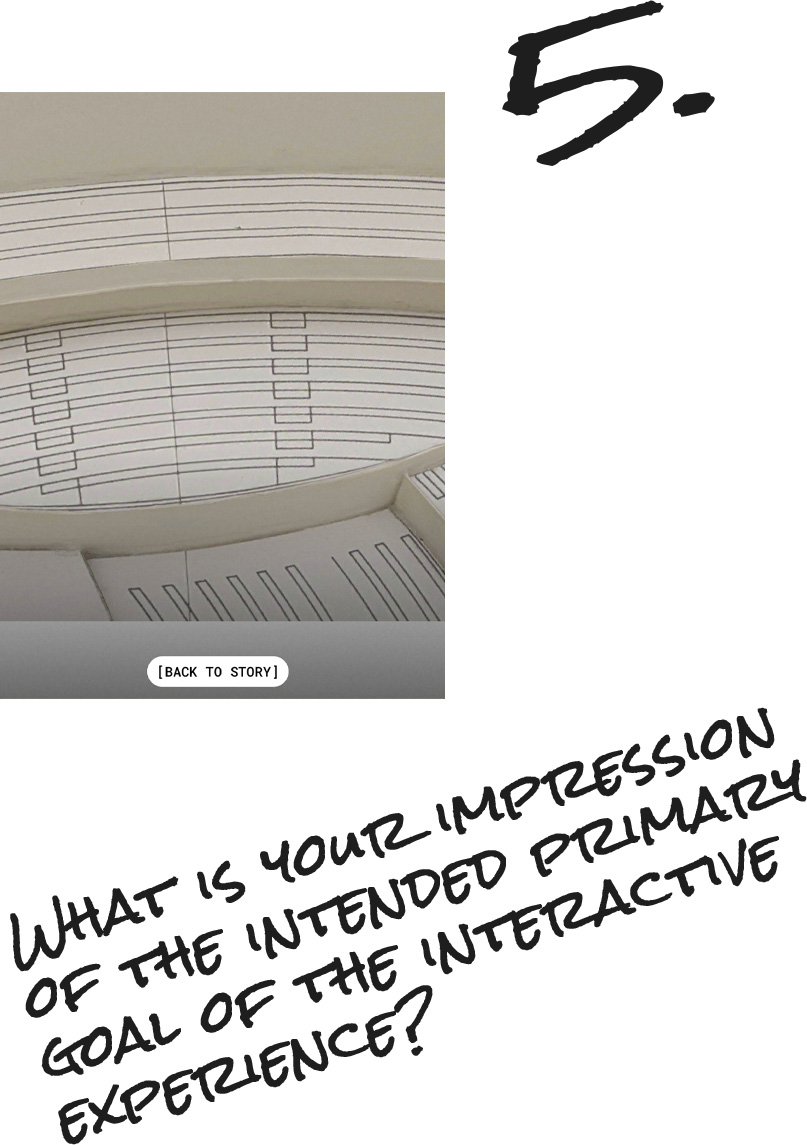 5.
[BACK TO STORY]
WHAT IS YOUR IMPRESSION
OF THE INTENDED PRIMARY
GOAL OF THE INTERACTIVE
EXPERIENCE?